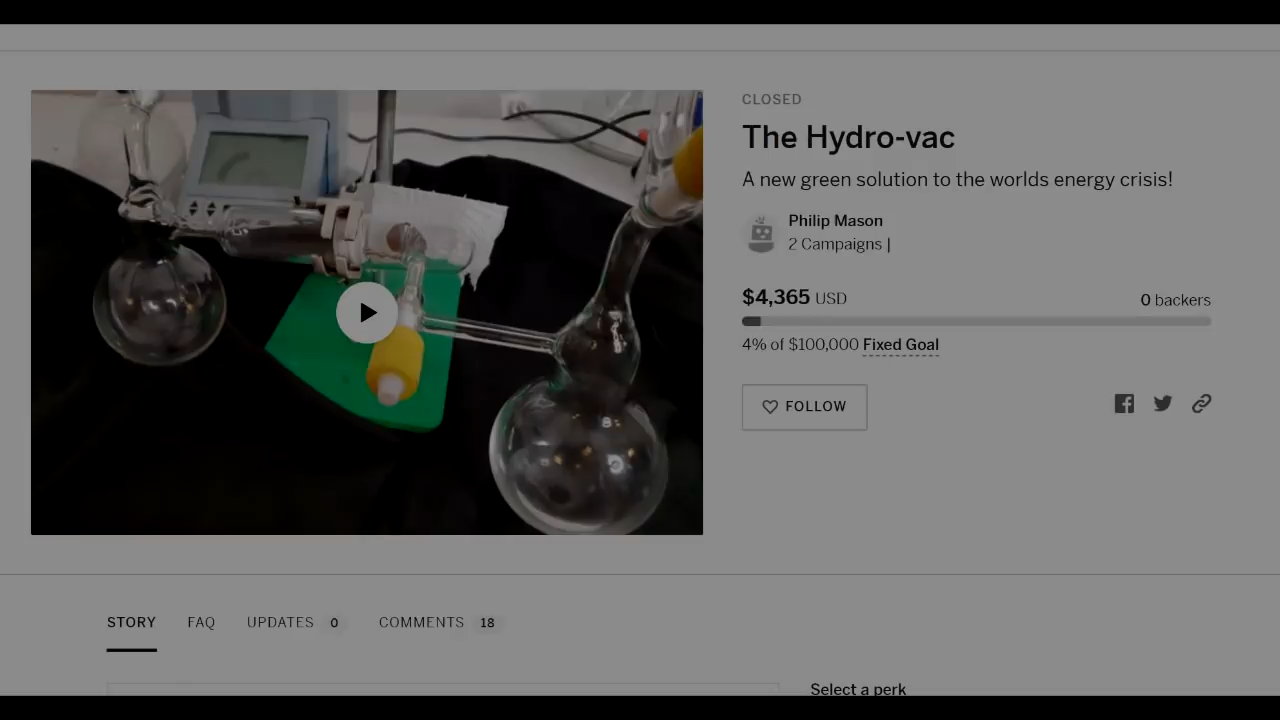 CLOSED
The Hydro-vac
A new green solution to the worlds energy crisis!
Philip Mason
2 Campaigns |
$4,365 USD
0 backers
4% of $100,000 Fixed Goal
FOLLOW
STORY FAQ UPDATES 0 COMMENTS 18
Select a perk